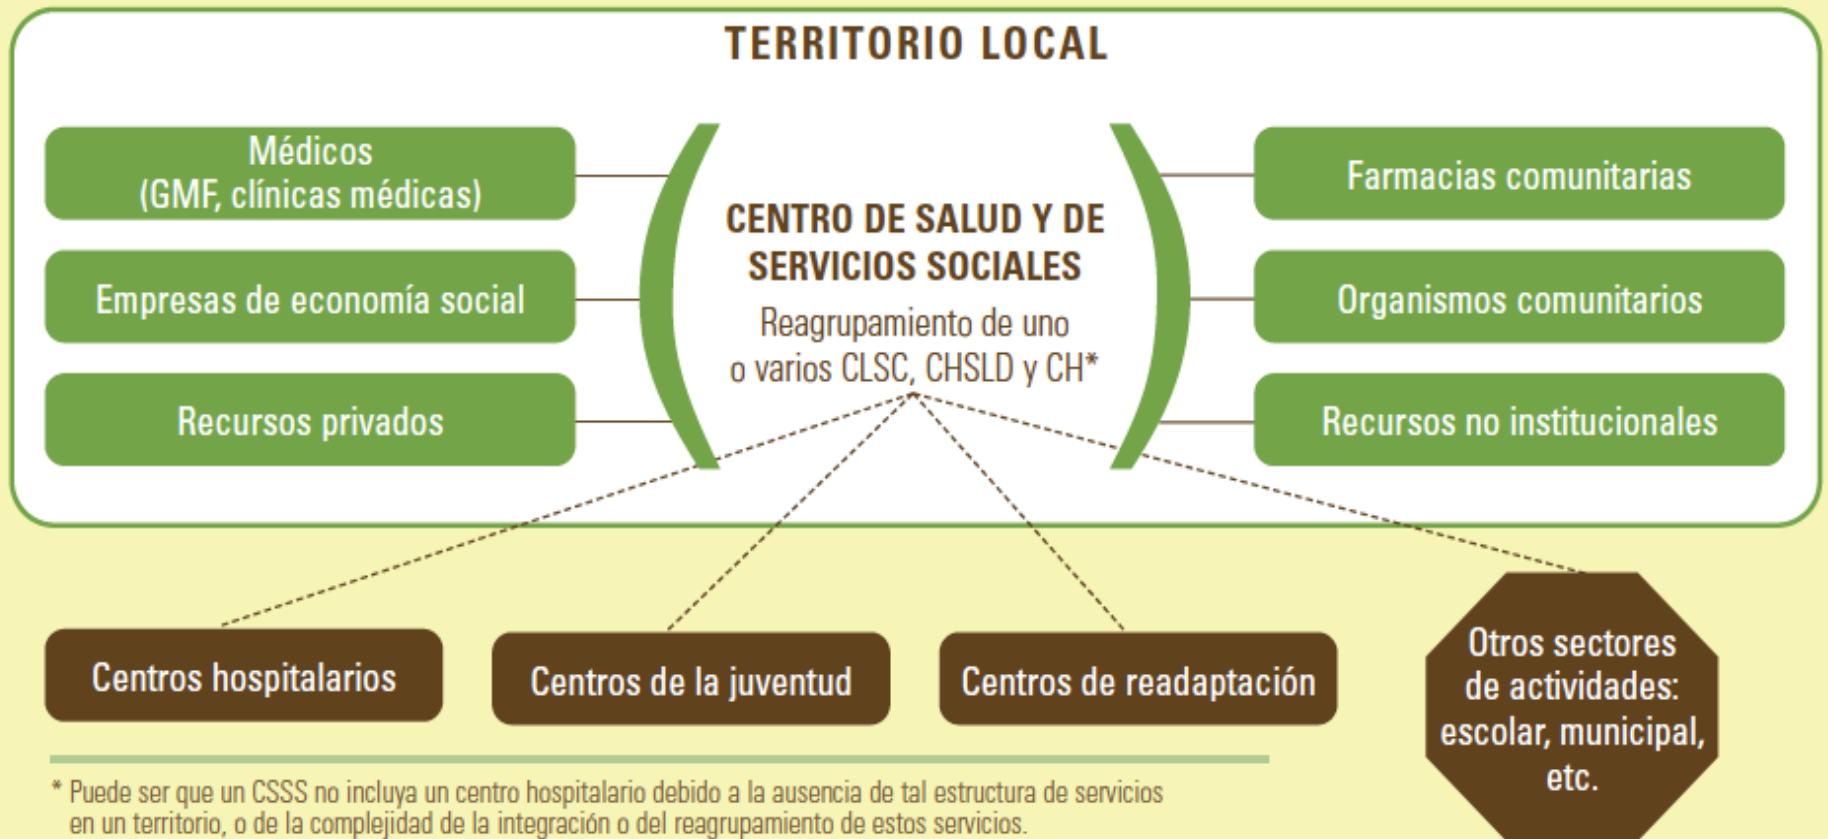 TERRITORIO LOCAL
Médicos
(GMF, clínicas médicas)
Empresas de economía social
Recursos privados
CENTRO DE SALUD Y DE
SERVICIOS SOCIALES
Reagrupamiento de uno
o varios CLSC, CHSLD y CH*
Farmacias comunitarias
Organismos comunitarios
Recursos no institucionales
Centros hospitalarios
Centros de la juventud
Centros de readaptación
Otros sectores
de actividades:
escolar, municipal,
etc.
* Puede ser que un CSSS no incluya un centro hospitalario debido a la ausencia de tal estructura de servicios
en un territorio, o de la complejidad de la integración o del reagrupamiento de estos servicios.